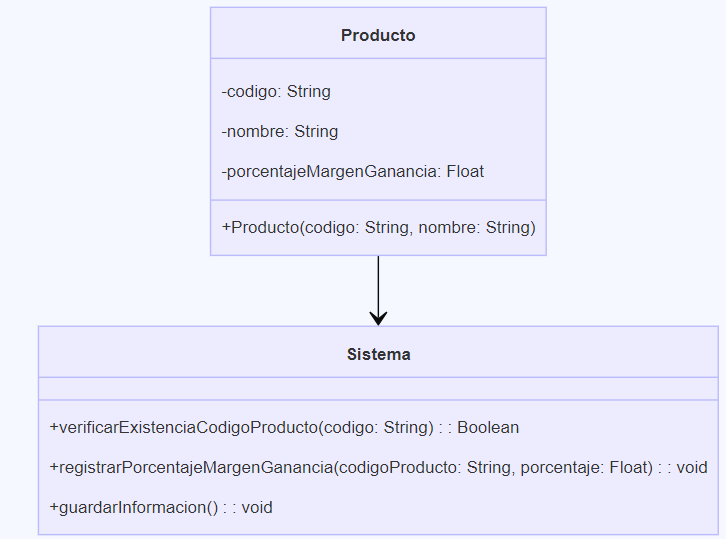 Producto
-codigo: String
-nombre: String
-porcentajeMargenGanancia: Float
+Producto(codigo: String, nombre: String)
Sistema
+verificarExistenciaCodigoProducto(codigo: String) : : Boolean
+registrarPorcentajeMargenGanancia(codigoProducto: String, porcentaje: Float) : : void
+guardarInformacion() : : void